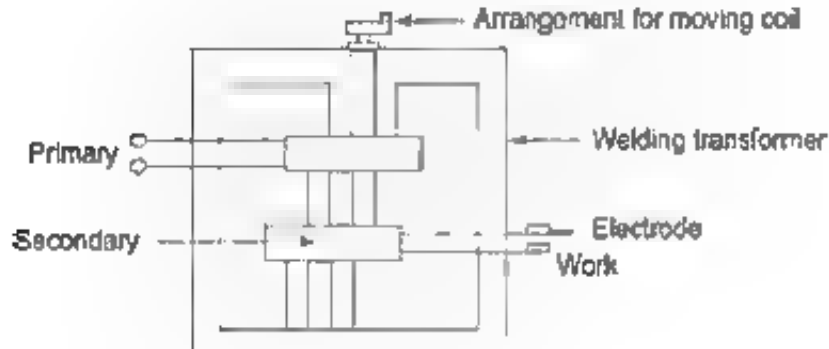 Arrangement for moving coil
Primary
Welding transformer
Secondary
Electrode
Work